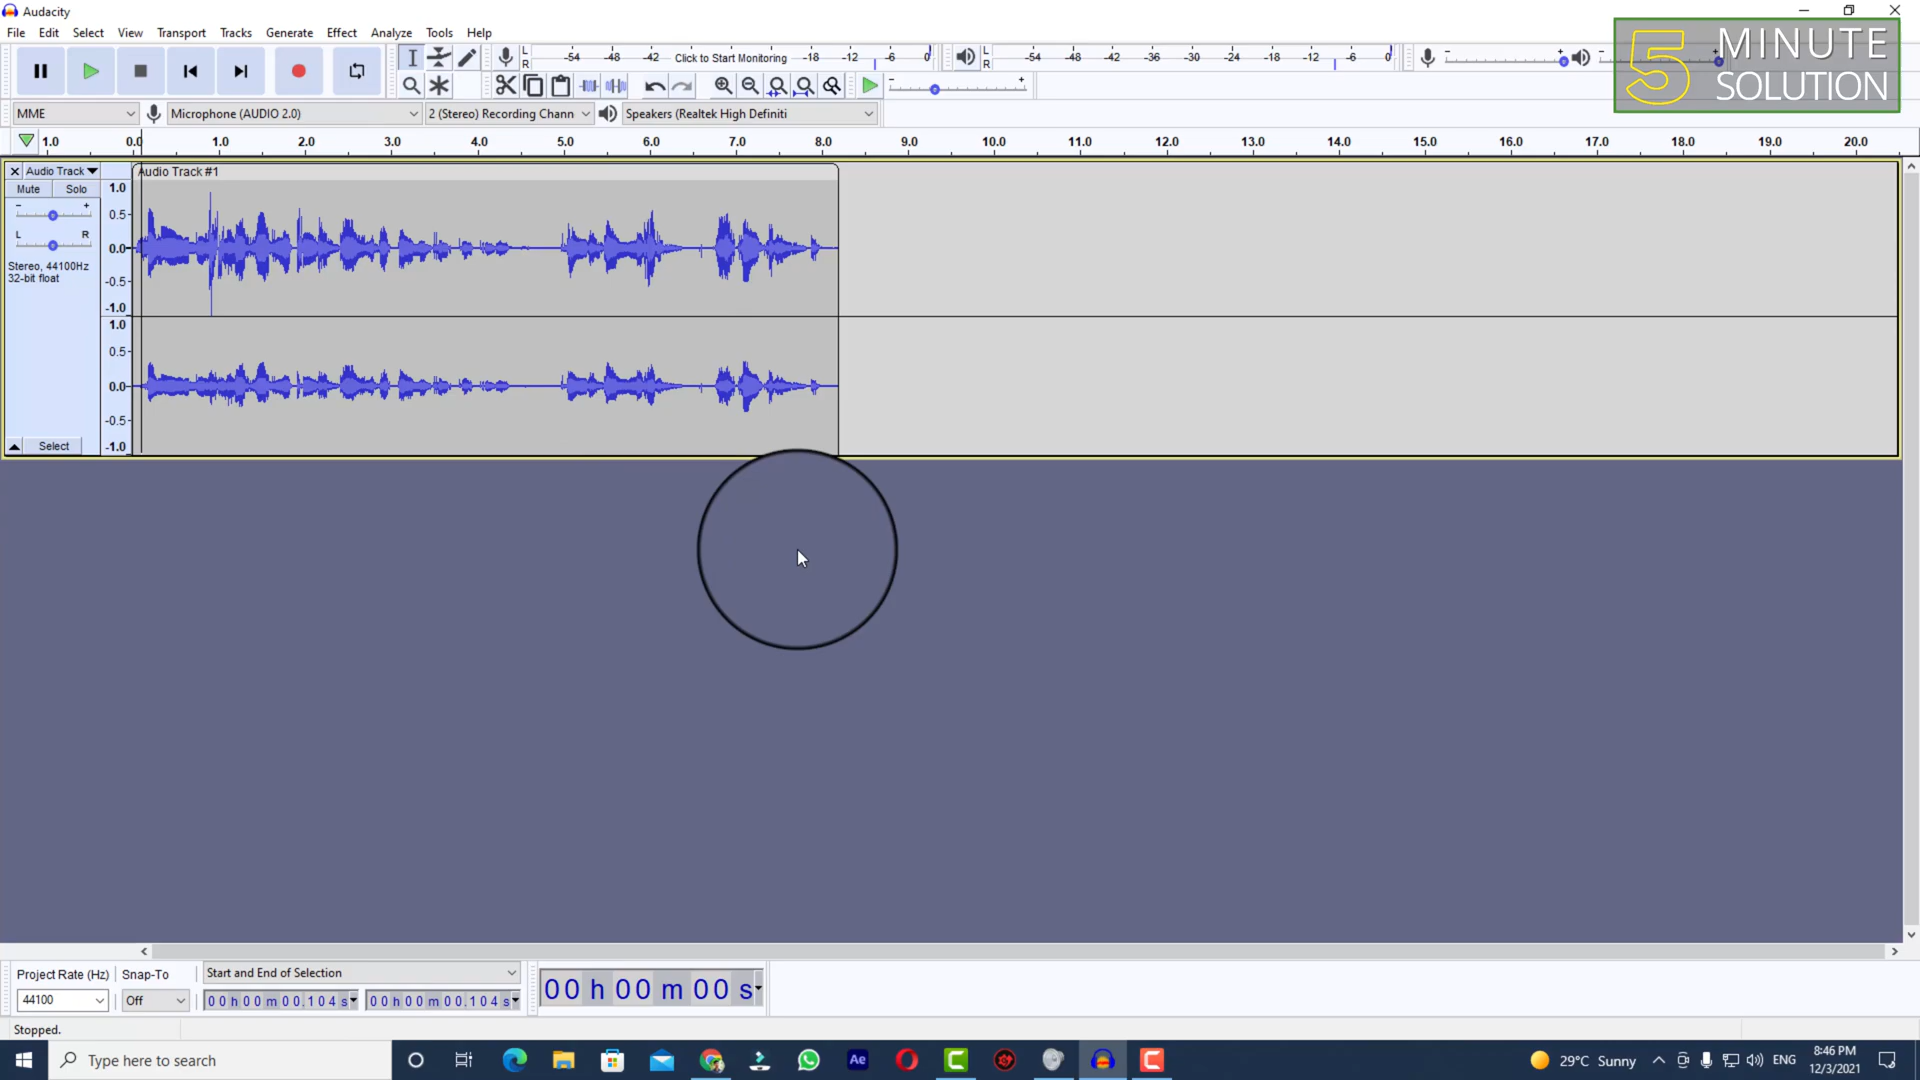 Audacity
File Edit Select View Transport Tracks Generate Effect Analyze Tools Help
5 MINUTE SOLUTION
L R -54 -48 -42 Click to Start Monitoring -18 -12 -6 0 L R -54 -48 -42 -36 -30 -24 -18 -12 -6 0
MME Microphone (AUDIO 2.0) 2 (Stereo) Recording Chann Speakers (Realtek High Definiti
1.0 0.0 1.0 2.0 3.0 4.0 5.0 6.0 7.0 8.0 9.0 10.0 11.0 12.0 13.0 14.0 15.0 16.0 17.0 18.0 19.0 20.0
Audio Track Audio Track #1
Mute Solo 1.0
- + 0.5
L R 0.0
Stereo, 44100Hz
32-bit float -0.5
-1.0
1.0
0.5
0.0
-0.5
Select -1.0
Project Rate (Hz) Snap-To Start and End of Selection
44100 Off 00 h 00 m 00.104 s 00 h 00 m 00.104 s 00 h 00 m 00 s
Stopped.
Type here to search Ae 29°C Sunny ENG 8:46 PM
12/3/2021